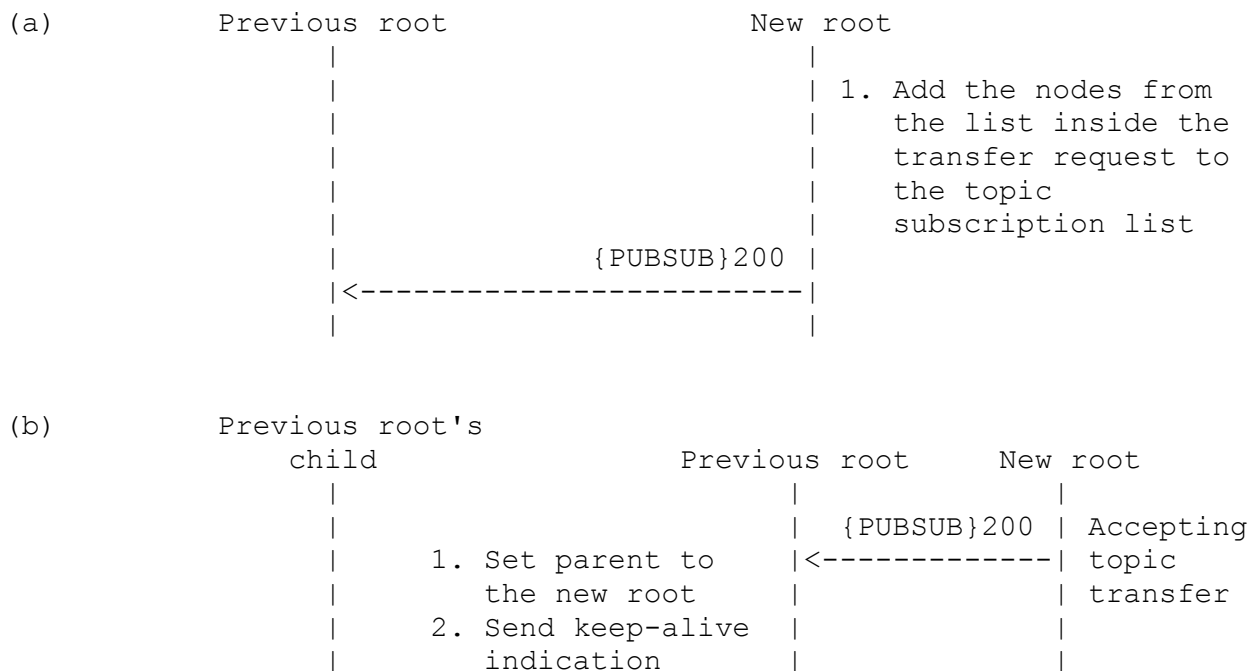 (a)          Previous root                 New root
                   |                          |
                   |                          | 1. Add the nodes from
                   |                          |    the list inside the
                   |                          |    transfer request to
                   |                          |    the topic
                   |                          |    subscription list
                   |             {PUBSUB}200  |
                   |<-------------------------|
                   |                          |
(b)          Previous root's
                 child                 Previous root     New root
                   |                         |              |
                   |                         | {PUBSUB}200  | Accepting
                   |     1. Set parent to    |<-------------| topic
                   |        the new root     |              | transfer
                   |     2. Send keep-alive  |              |
                   |        indication       |              |